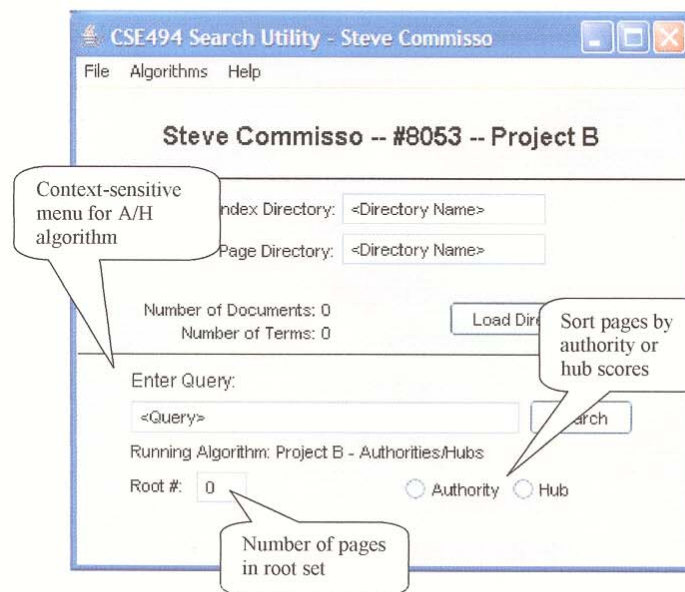 CSE494 Search Utility - Steve Commisso
File Algorithms Help
Steve Commisso -- #8053 -- Project B
Context-sensitive
menu for A/H
algorithm
ndex Directory: <Directory Name>
Page Directory: <Directory Name>
Number of Documents: 0
Number of Terms: 0
Load Dire
Sort pages by
authority or
hub scores
Enter Query:
<Query>
arch
Running Algorithm: Project B - Authorities/Hubs
Root #: 0
Authority Hub
Number of pages
in root set